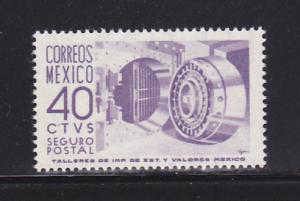 CORREOS
MEXICO
40
CTVS
SEGURO
POSTAL
TALLERES DE IMP. DE EST. Y VALORES MEXICO